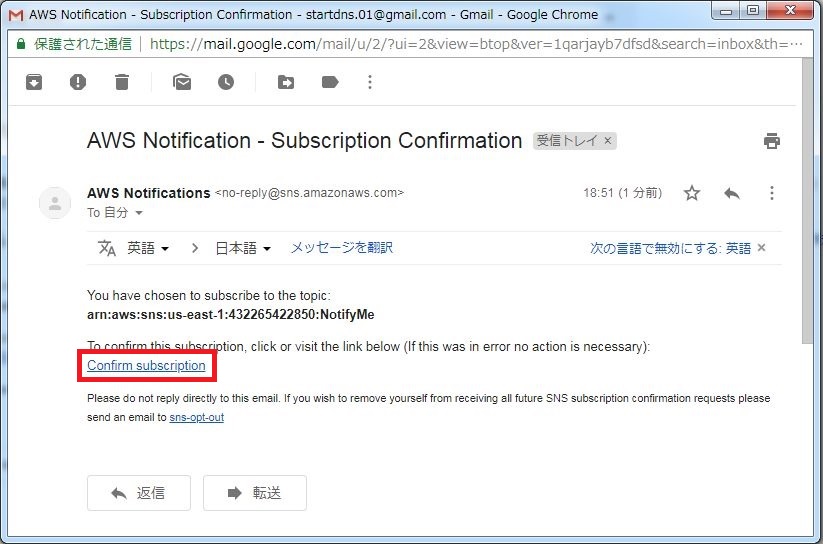 AWS Notification - Subscription Confirmation - startdns.01@gmail.com - Gmail - Google Chrome
保護された通信 | https://mail.google.com/mail/u/2/?ui=2&view=btop&ver=1qarjayb7dfsd&search=inbox&th=…
AWS Notification - Subscription Confirmation 受信トレイ ×
AWS Notifications <no-reply@sns.amazonaws.com> 18:51 (1 分前)
To 自分
英語 > 日本語 メッセージを翻訳 次の言語で無効にする: 英語 ×
You have chosen to subscribe to the topic:
arn:aws:sns:us-east-1:432265422850:NotifyMe
To confirm this subscription, click or visit the link below (If this was in error no action is necessary):
Confirm subscription
Please do not reply directly to this email. If you wish to remove yourself from receiving all future SNS subscription confirmation requests please
send an email to sns-opt-out
返信 転送